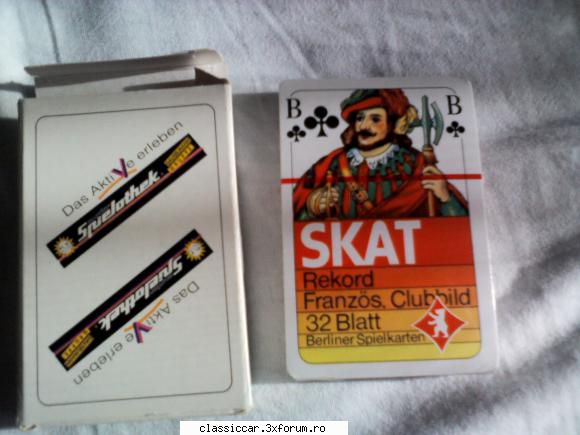 Das AktiVe erleben
Spielothek
Spielothek
Das AktiVe erleben
B
B
SKAT
Rekord
Französ. Clubbild
32 Blatt
Berliner Spielkarten
classiccar.3xforum.ro